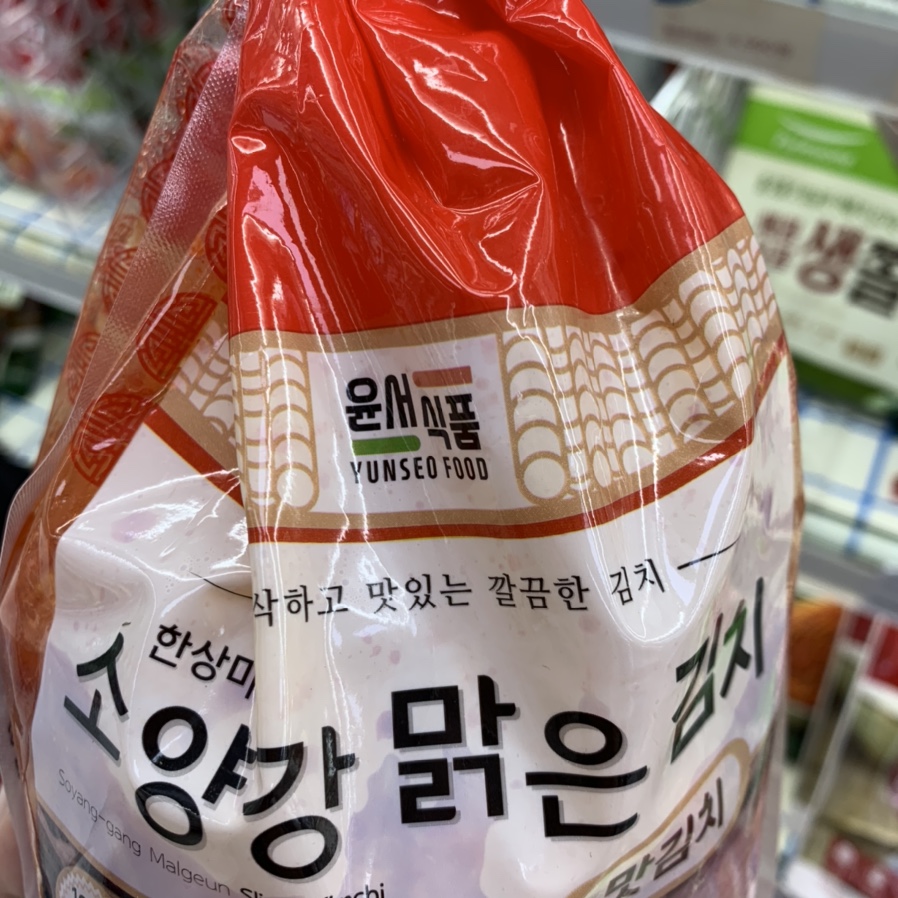 윤서식품
YUNSEO FOOD
삭하고 맛있는 깔끔한 김치
한상미
소양강 맑은 김치
Soyang-gang Malgeun
맛김치
생